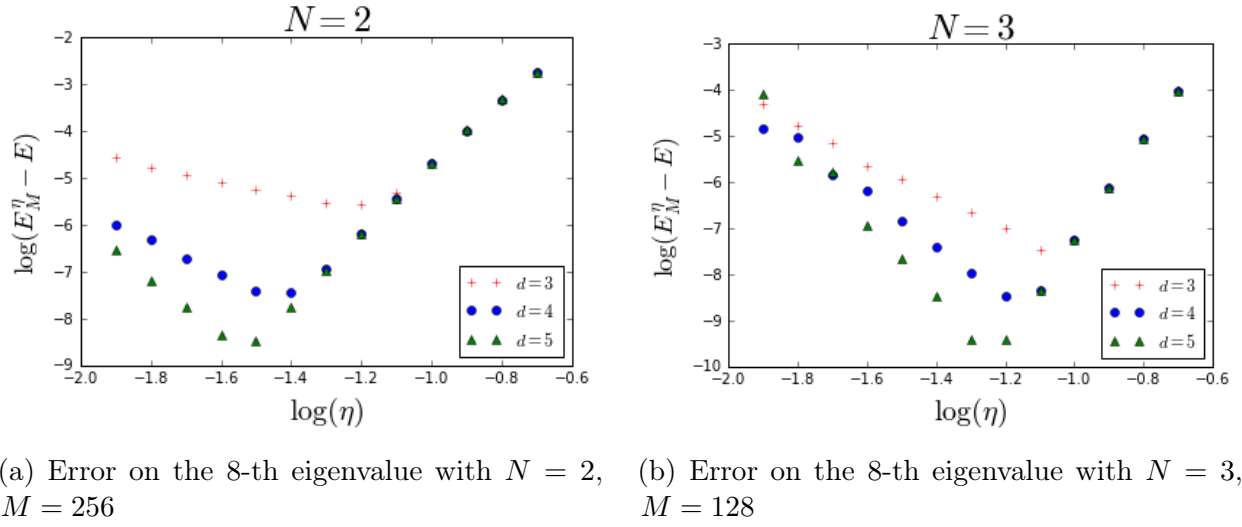 N = 2
−2
−3
−4
−5
−6
−7
−8
−9
log(E_M^η − E)
−2.0 −1.8 −1.6 −1.4 −1.2 −1.0 −0.8 −0.6
log(η)
d = 3
d = 4
d = 5
N = 3
−3
−4
−5
−6
−7
−8
−9
−10
log(E_M^η − E)
−2.0 −1.8 −1.6 −1.4 −1.2 −1.0 −0.8 −0.6
log(η)
d = 3
d = 4
d = 5
(a) Error on the 8-th eigenvalue with N = 2,
M = 256
(b) Error on the 8-th eigenvalue with N = 3,
M = 128